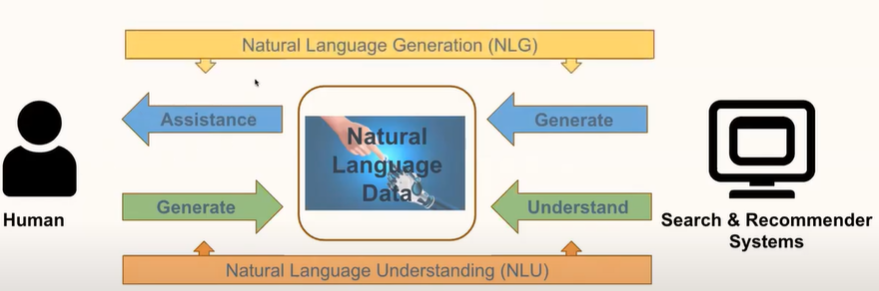 Natural Language Generation (NLG)
Assistance
Natural
Language
Data
Generate
Human
Generate
Understand
Search & Recommender
Systems
Natural Language Understanding (NLU)